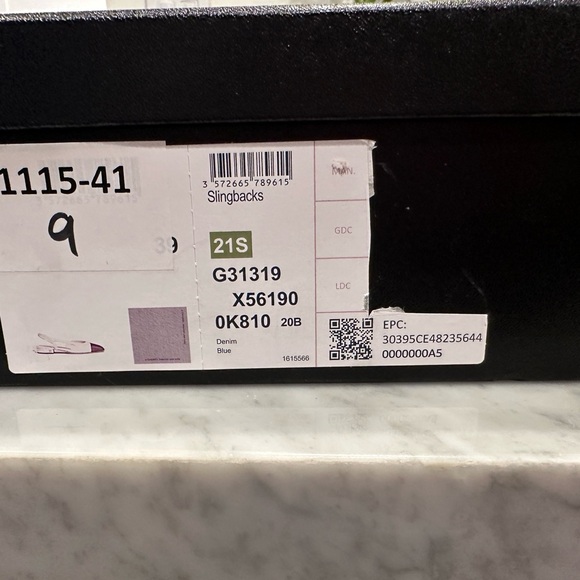 1115-41
9
39
3 572665 789615
Slingbacks
21S
G31319
X56190
0K810 20B
Denim
Blue
1615566
MAN.
GDC
LDC
EPC:
30395CE48235644
0000000A5